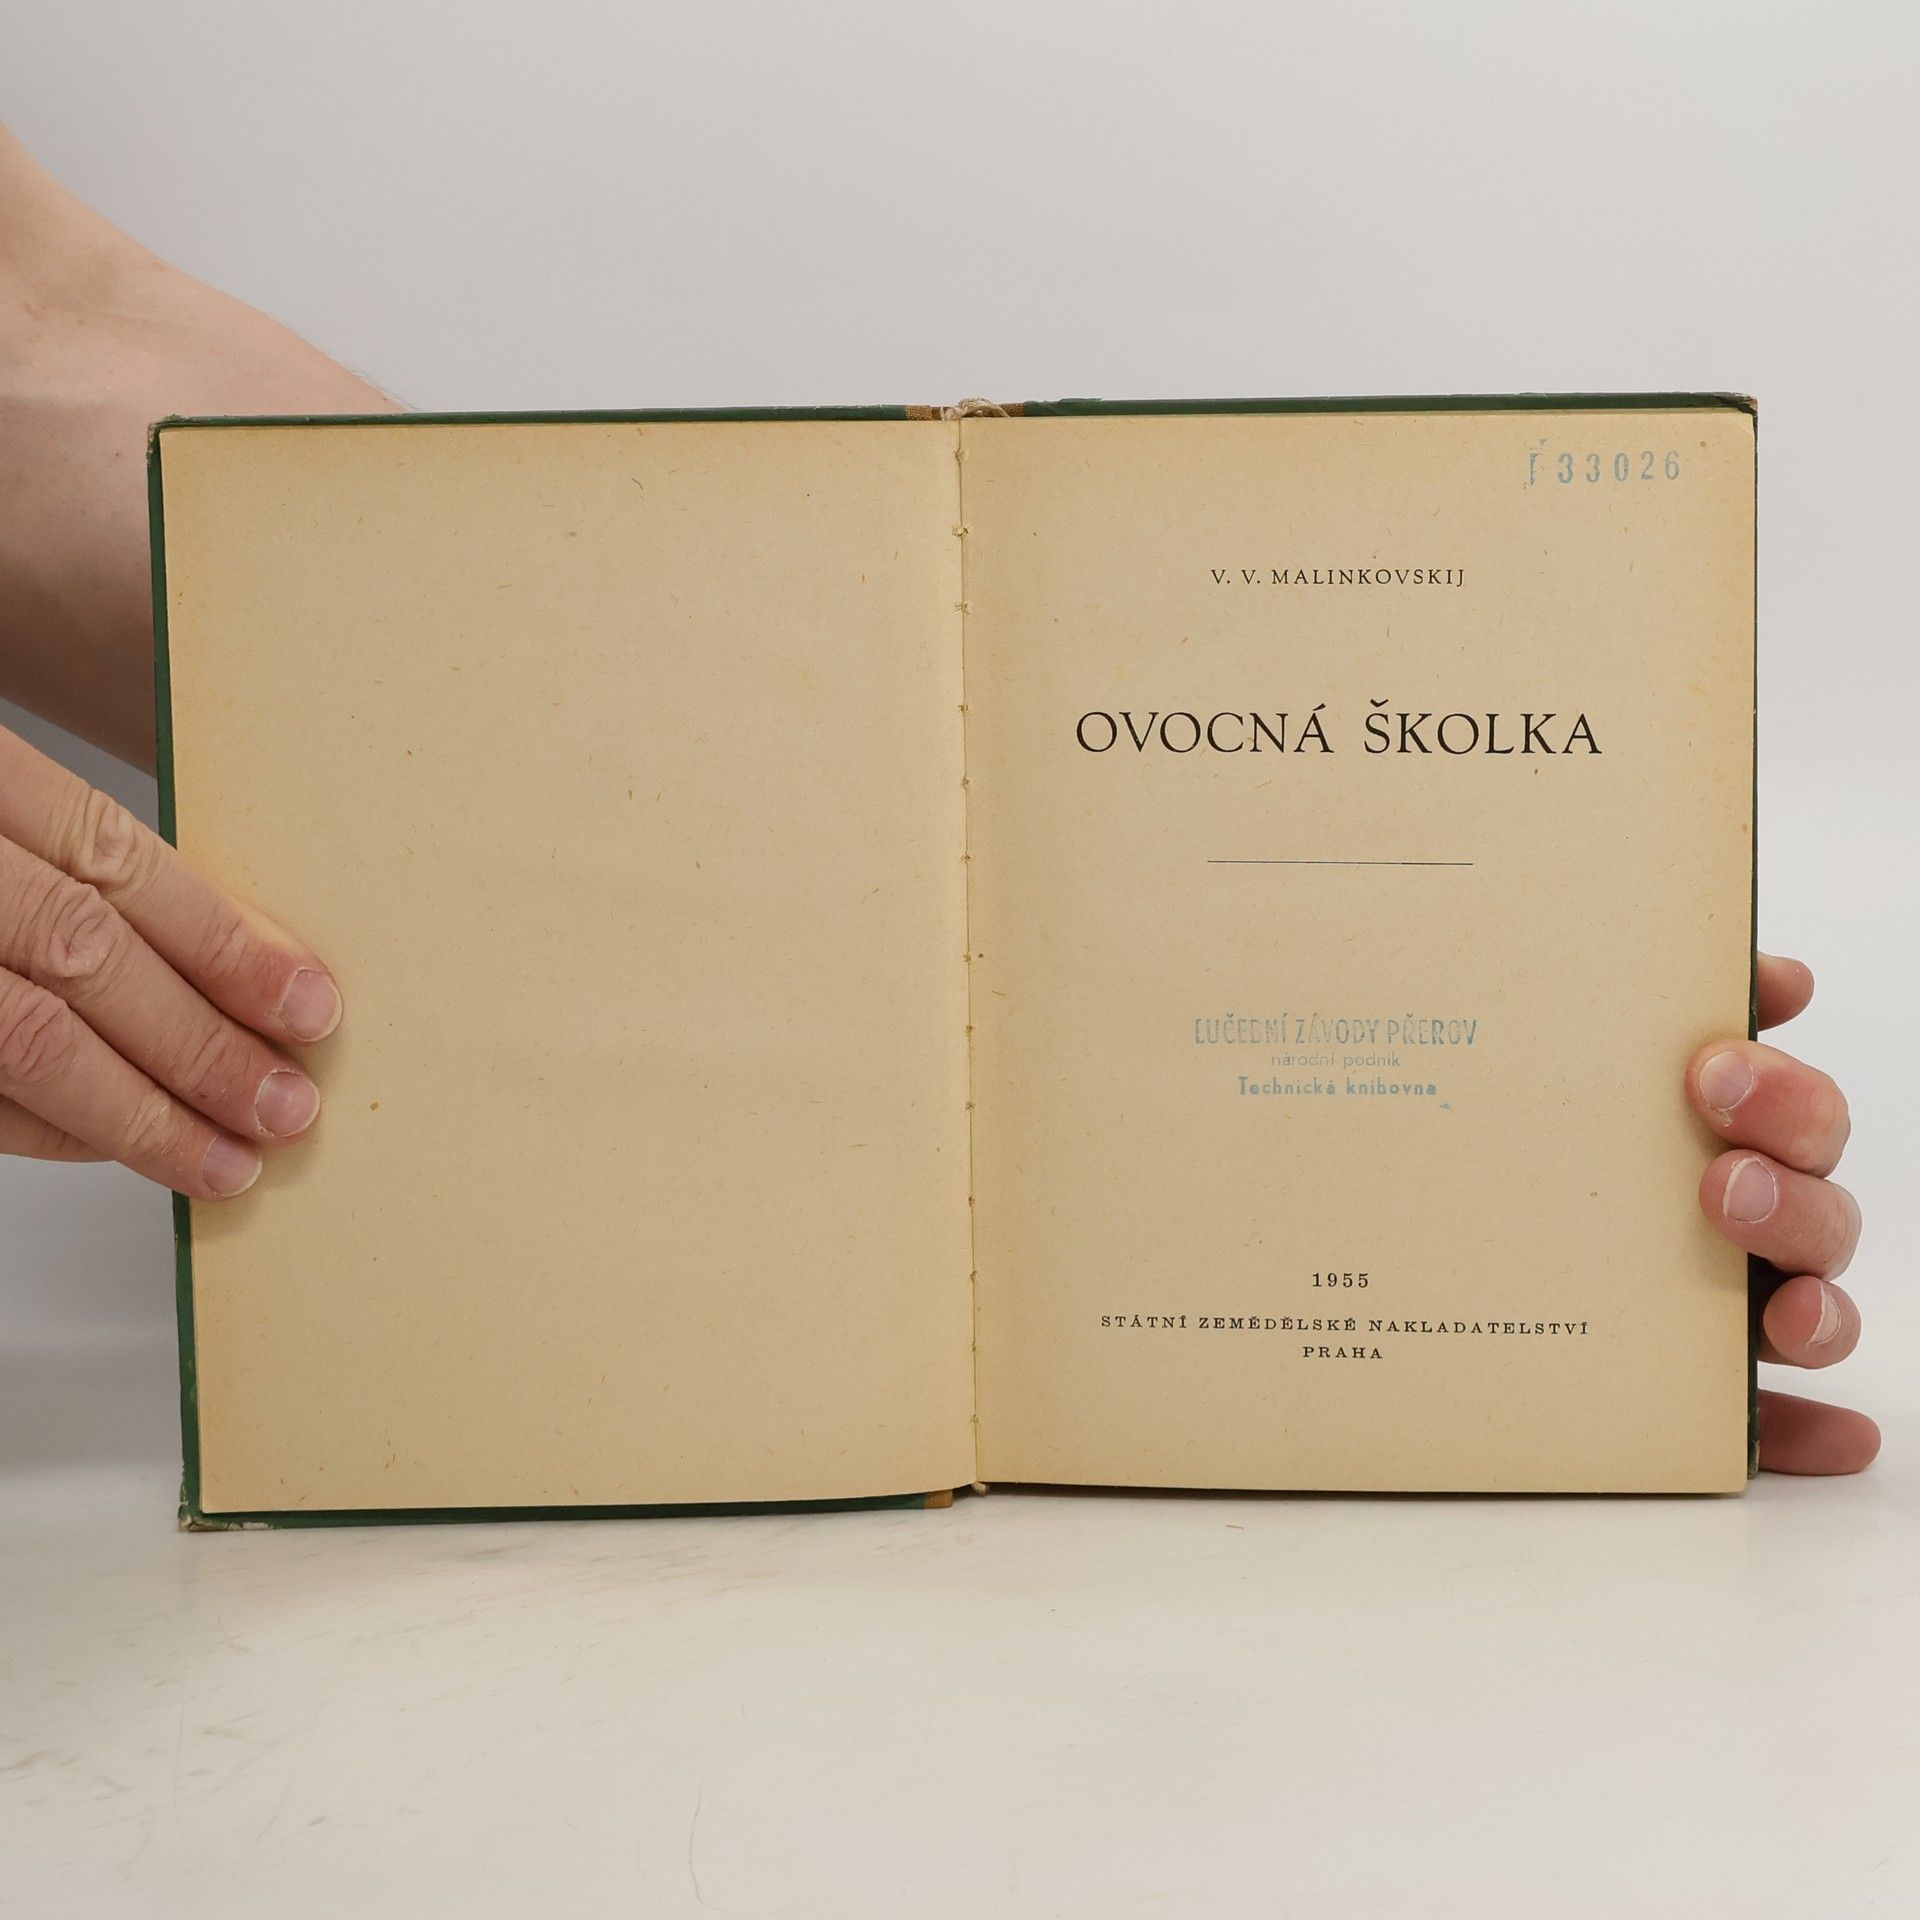 33026
V. V. MALINKOVSKIJ
OVOCNÁ ŠKOLKA
LUČEBNÍ ZÁVODY PŘEROV
národní podnik
Technická knihovna
1955
STÁTNÍ ZEMĚDĚLSKÉ NAKLADATELSTVÍ
PRAHA